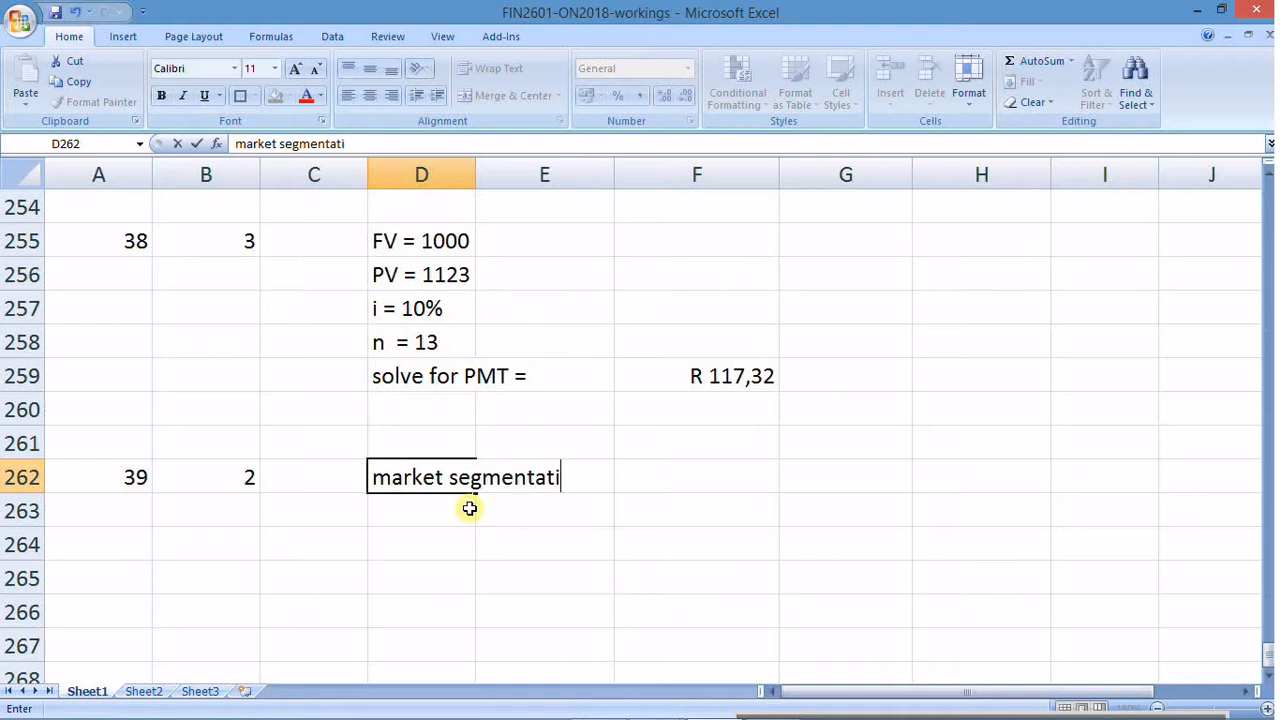 FIN2601-ON2018-workings - Microsoft Excel
Home Insert Page Layout Formulas Data Review View Add-Ins
Paste
Cut
Copy
Format Painter
Clipboard
Calibri 11
B I U
Font
Wrap Text
Merge & Center
Alignment
General
Number
Conditional Formatting
Format as Table
Cell Styles
Styles
Insert Delete Format
Cells
Σ AutoSum
Fill
Clear
Sort & Filter
Find & Select
Editing
D262 fx market segmentati
A B C D E F G H I J
254
255 38 3 FV = 1000
256 PV = 1123
257 i = 10%
258 n = 13
259 solve for PMT = R 117,32
260
261
262 39 2 market segmentati
263
264
265
266
267
268
Sheet1 Sheet2 Sheet3
Enter